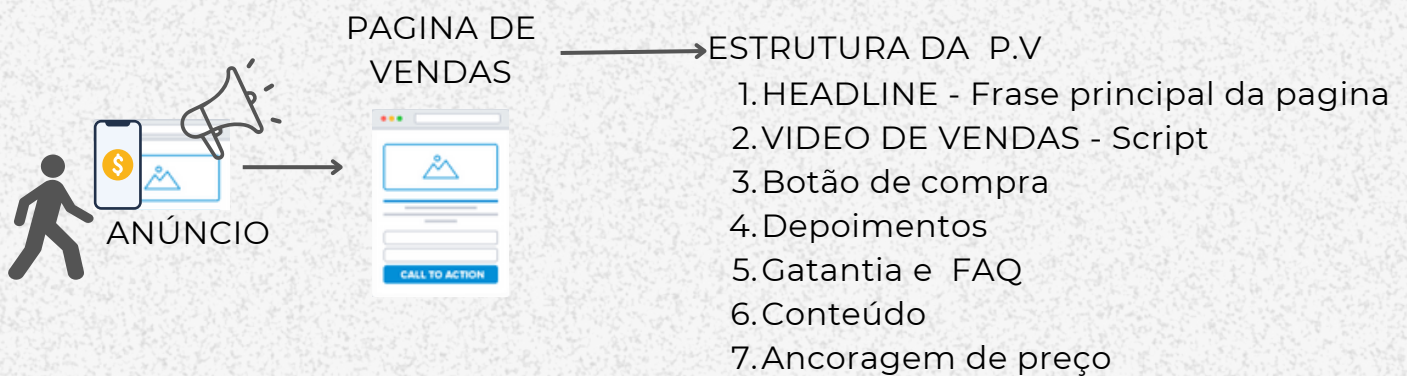 ANÚNCIO
PAGINA DE
VENDAS
CALL TO ACTION
ESTRUTURA DA P.V
1. HEADLINE - Frase principal da pagina
2. VIDEO DE VENDAS - Script
3. Botão de compra
4. Depoimentos
5. Gatantia e FAQ
6. Conteúdo
7. Ancoragem de preço